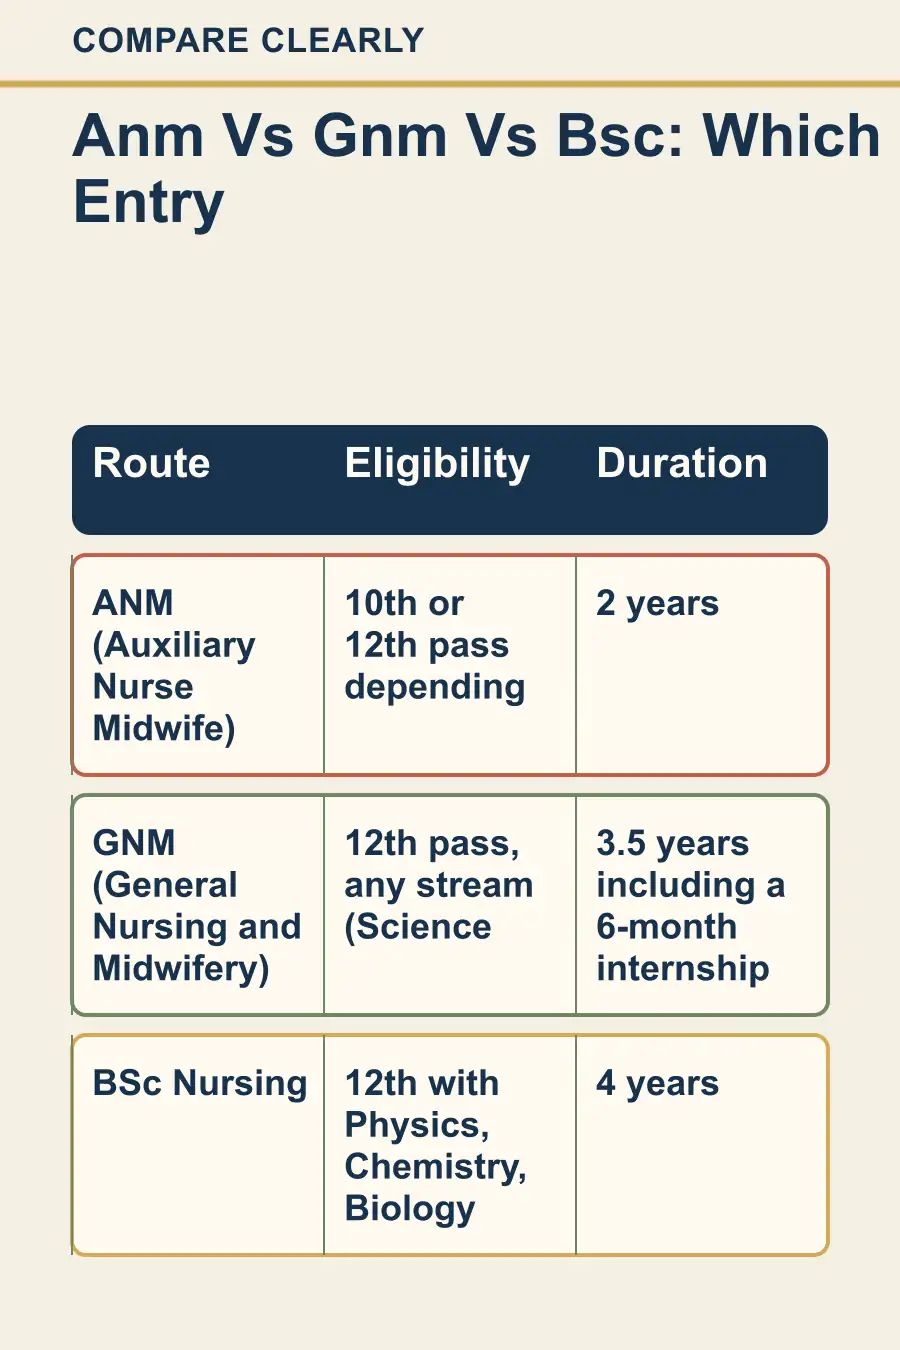 COMPARE CLEARLY
Anm Vs Gnm Vs Bsc: Which
Entry
Route
Eligibility
Duration
ANM
(Auxiliary
Nurse
Midwife)
10th or
12th pass
depending
2 years
GNM
(General
Nursing and
Midwifery)
12th pass,
any stream
(Science
3.5 years
including a
6-month
internship
BSc Nursing
12th with
Physics,
Chemistry,
Biology
4 years